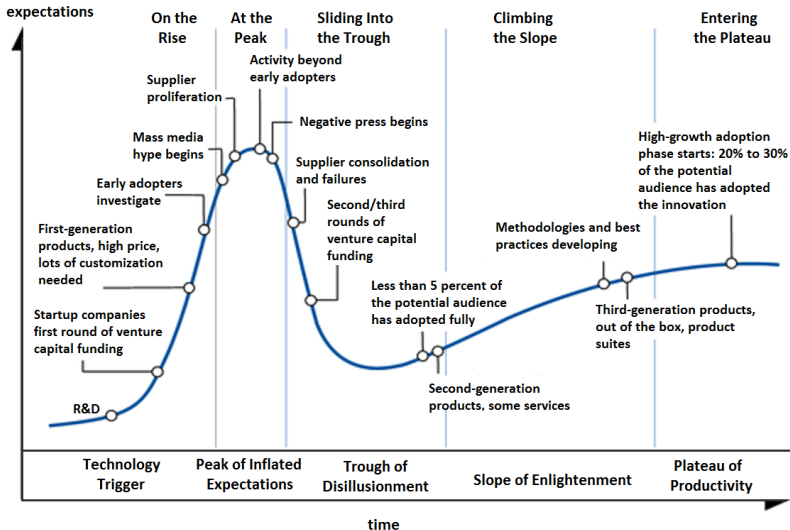 expectations
On the
Rise
At the
Peak
Sliding Into
the Trough
Climbing
the Slope
Entering
the Plateau
Activity beyond
early adopters
Supplier
proliferation
Negative press begins
Mass media
hype begins
High-growth adoption
phase starts: 20% to 30%
of the potential
audience has adopted
the innovation
Supplier consolidation
and failures
Early adopters
investigate
Second/third
rounds of
venture capital
funding
First-generation
products, high price,
lots of customization
needed
Methodologies and best
practices developing
Less than 5 percent of
the potential audience
has adopted fully
Startup companies
first round of venture
capital funding
Third-generation products,
out of the box, product
suites
Second-generation
products, some services
R&D
Technology
Trigger
Peak of Inflated
Expectations
Trough of
Disillusionment
Slope of Enlightenment
Plateau of
Productivity
time